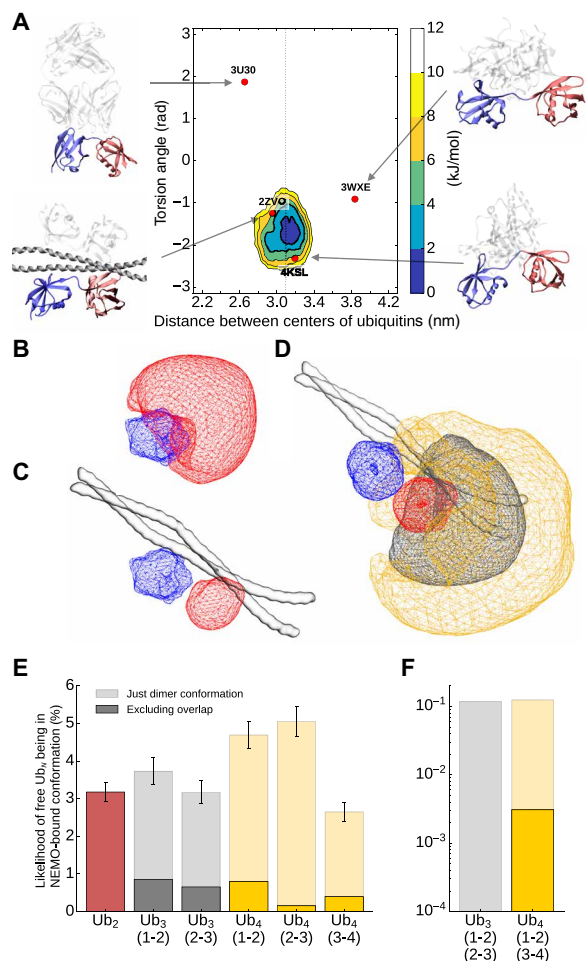 A
3
2
1
0
−1
−2
−3
Torsion angle (rad)
3U30
2ZVO
3WXE
4KSL
2.2
2.6
3.0
3.4
3.8
4.2
Distance between centers of ubiquitins (nm)
12
10
8
6
4
2
0
(kJ/mol)
B
C
D
E
6
5
4
3
2
1
0
Likelihood of free UbN being in
NEMO-bound conformation (%)
Just dimer conformation
Excluding overlap
Ub2
Ub3
(1-2)
Ub3
(2-3)
Ub4
(1-2)
Ub4
(2-3)
Ub4
(3-4)
F
10−1
10−2
10−3
10−4
Ub3
(1-2)
(2-3)
Ub4
(1-2)
(3-4)